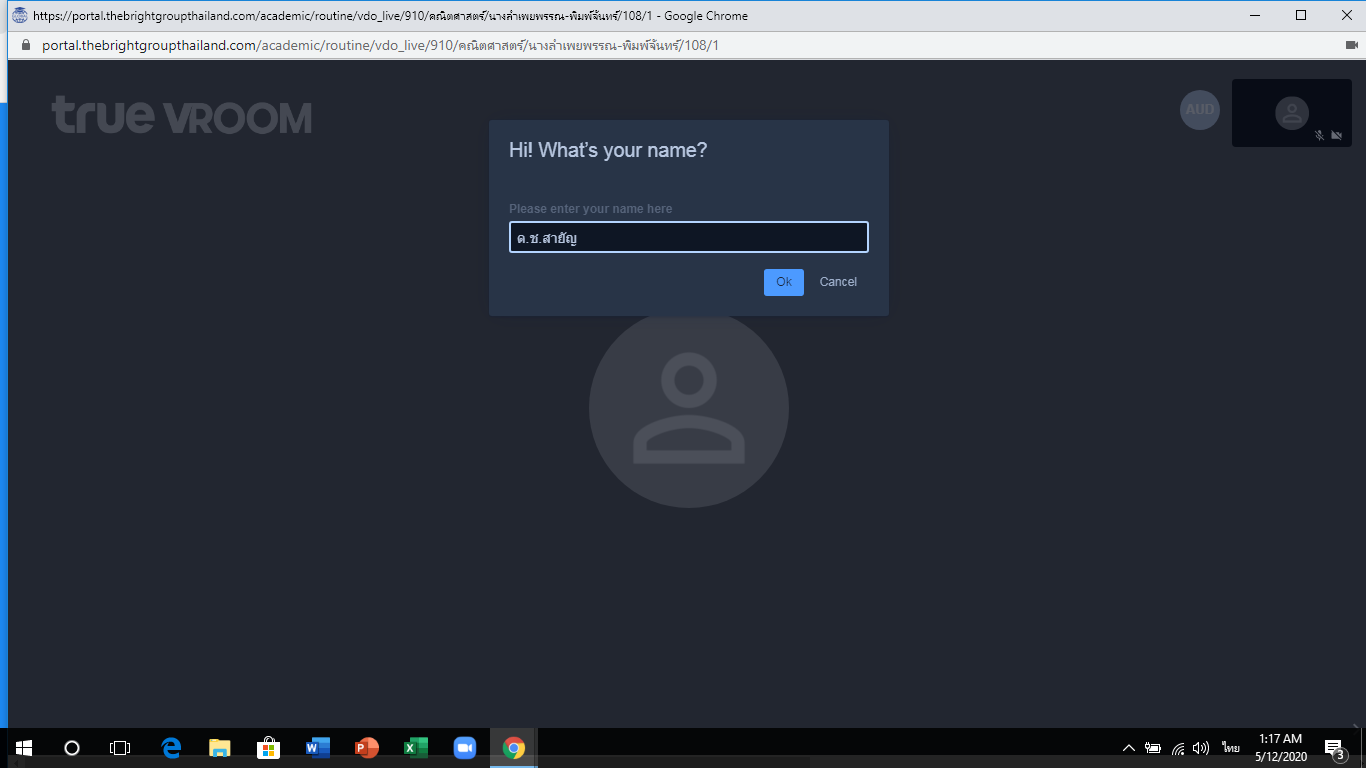 https://portal.thebrightgroupthailand.com/academic/routine/vdo_live/910/คณิตศาสตร์/นางลำเพยพรรณ-พิมพ์จันทร์/108/1 - Google Chrome
portal.thebrightgroupthailand.com/academic/routine/vdo_live/910/คณิตศาสตร์/นางลำเพยพรรณ-พิมพ์จันทร์/108/1
true VROOM
AUD
Hi! What's your name?
Please enter your name here
ด.ช.สายัญ
Ok Cancel
ไทย
1:17 AM
5/12/2020
3